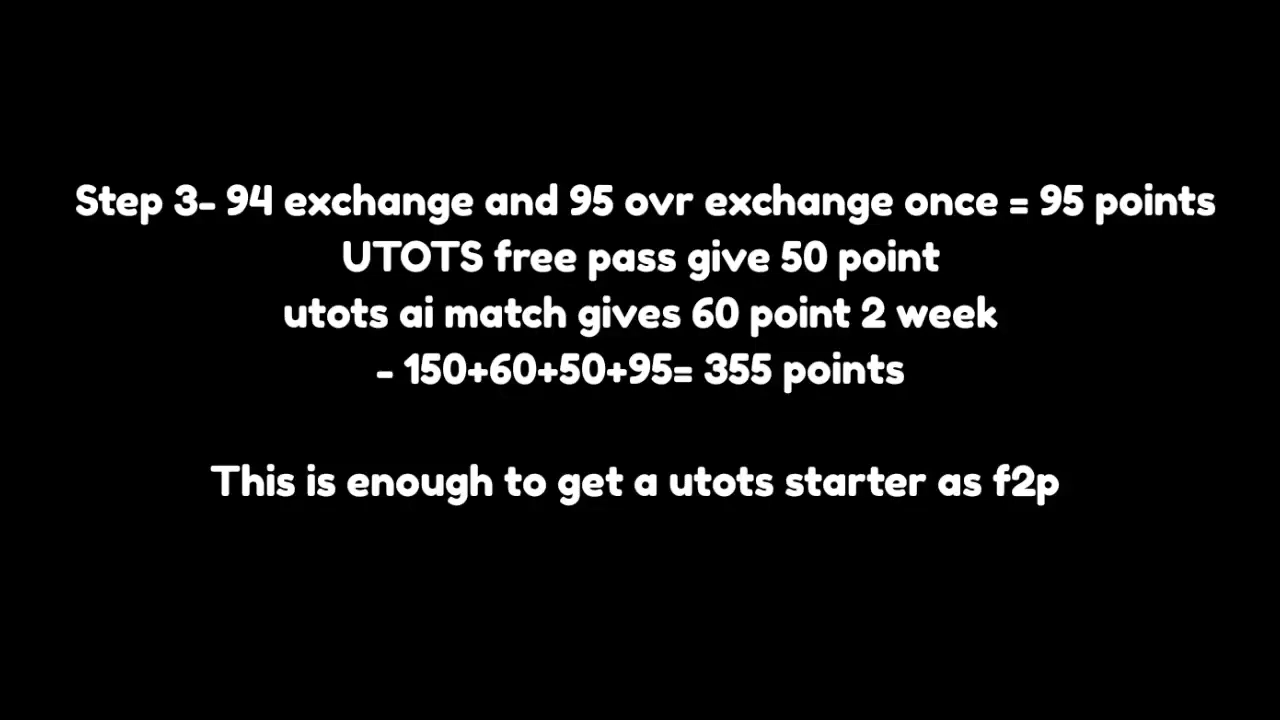 Step 3- 94 exchange and 95 ovr exchange once = 95 points
UTOTS free pass give 50 point
utots ai match gives 60 point 2 week
- 150+60+50+95= 355 points
This is enough to get a utots starter as f2p